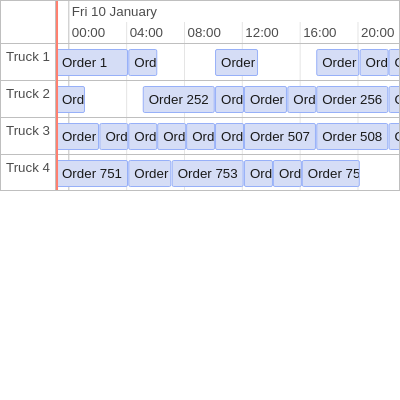 Fri 10 January
00:00 04:00 08:00 12:00 16:00 20:00
Truck 1 Order 1 Ord Order Order Ord
Truck 2 Ord Order 252 Ord Order Ord Order 256
Truck 3 Order Ord Ord Ord Ord Ord Order 507 Order 508
Truck 4 Order 751 Order Order 753 Ord Ord Order 75